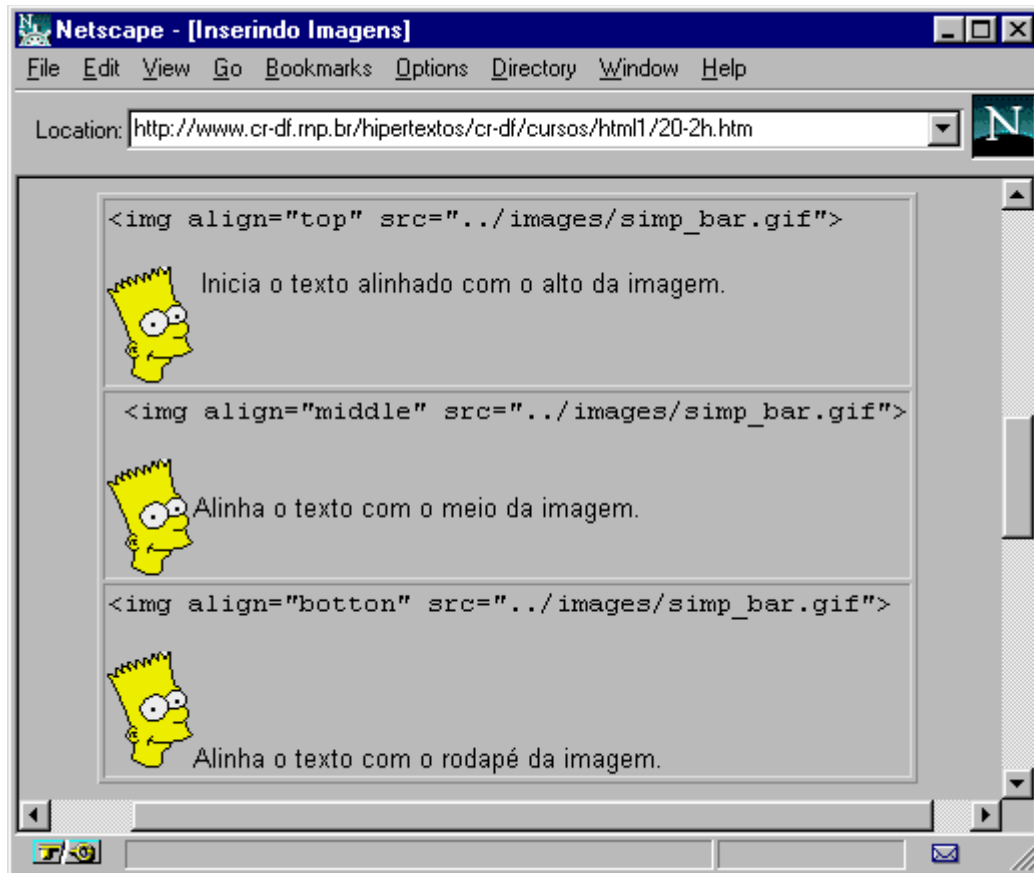 Netscape - [Inserindo Imagens]
File Edit View Go Bookmarks Options Directory Window Help
Location: http://www.cr-df.rnp.br/hipertextos/cr-df/cursos/html1/20-2h.htm
N
<img align="top" src="../images/simp_bar.gif">
Inicia o texto alinhado com o alto da imagem.
<img align="middle" src="../images/simp_bar.gif">
Alinha o texto com o meio da imagem.
<img align="botton" src="../images/simp_bar.gif">
Alinha o texto com o rodapé da imagem.